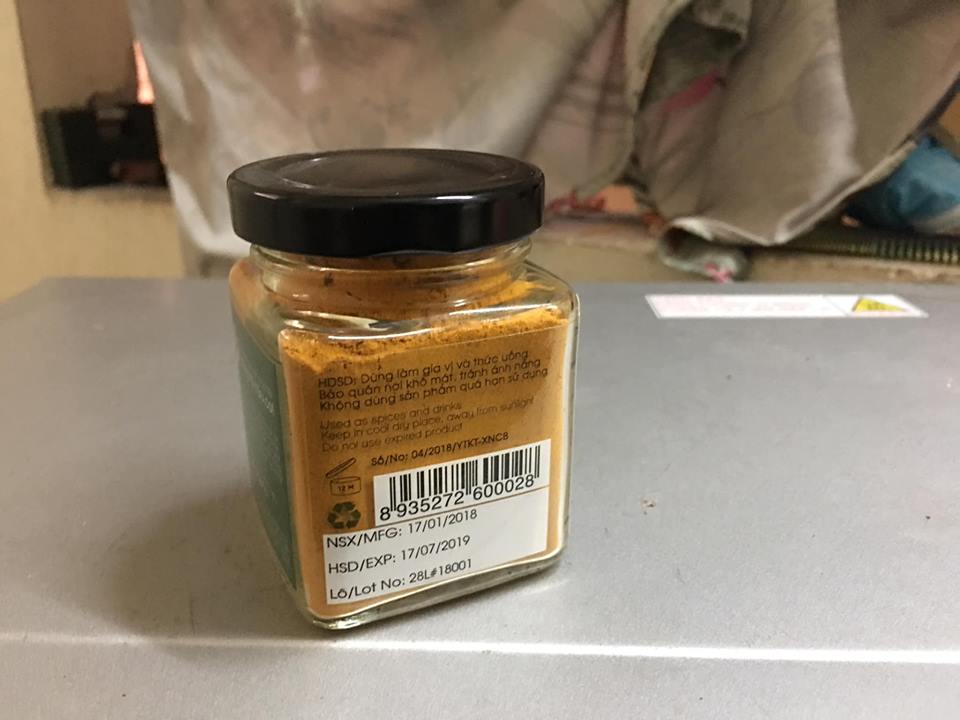 HDSD: Dùng làm gia vị và thức uống
Bảo quản nơi khô mát, tránh ánh nắng
Không dùng sản phẩm quá hạn sử dụng
Used as spices and drinks
Keep in cool dry place, away from sunlight
Do not use expired product
Số/No: 04/2018/YTKT-XNCB
12 M
8 935272 600028
NSX/MFG: 17/01/2018
HSD/EXP: 17/07/2019
Lô/Lot No: 28L#18001